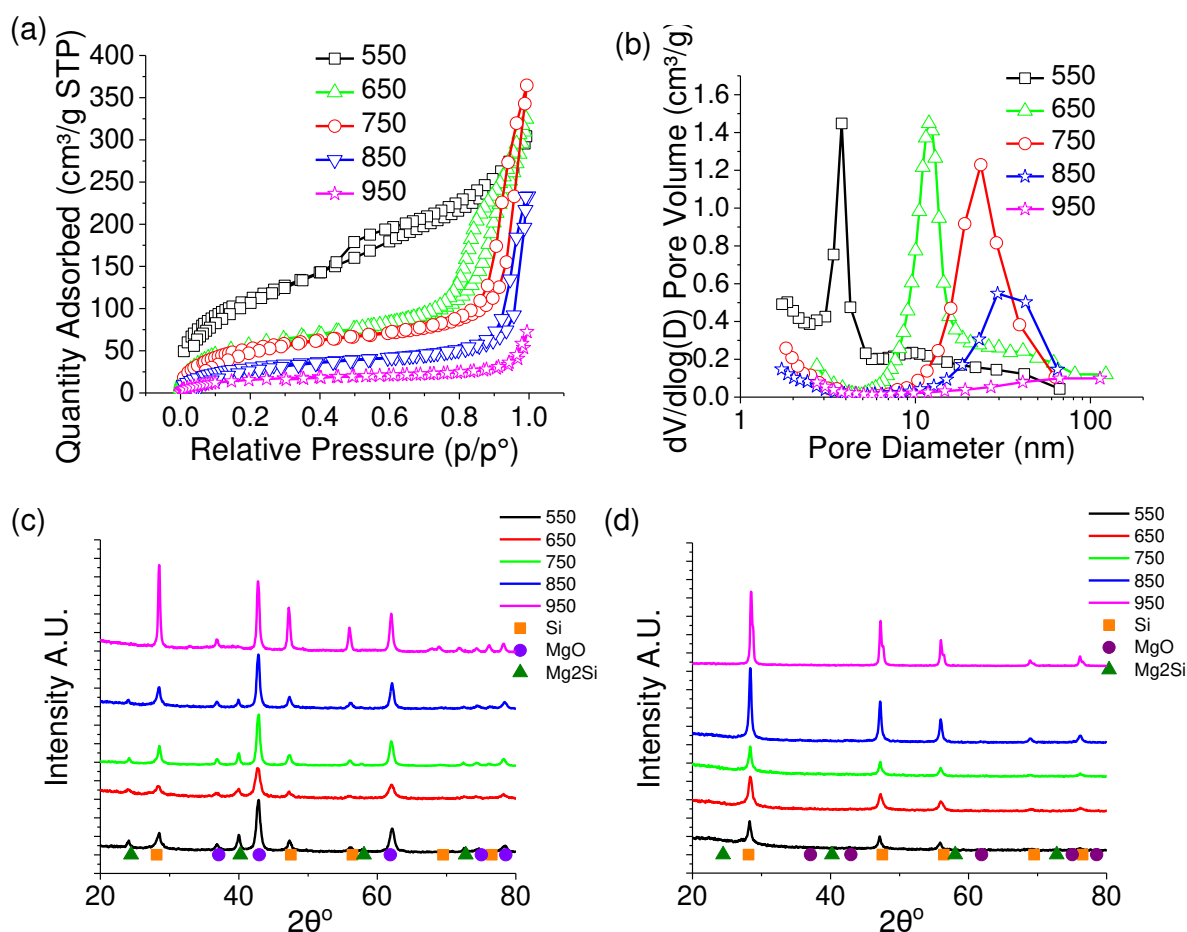 (a)
Quantity Adsorbed (cm³/g STP)
400
350
300
250
200
150
100
50
0
0.0 0.2 0.4 0.6 0.8 1.0
Relative Pressure (p/p°)
550
650
750
850
950
(b)
dV/dlog(D) Pore Volume (cm³/g)
1.6
1.4
1.2
1.0
0.8
0.6
0.4
0.2
0.0
1 10 100
Pore Diameter (nm)
550
650
750
850
950
(c)
Intensity A.U.
20 40 60 80
2θº
550
650
750
850
950
Si
MgO
Mg2Si
(d)
Intensity A.U.
20 40 60 80
2θº
550
650
750
850
950
Si
MgO
Mg2Si